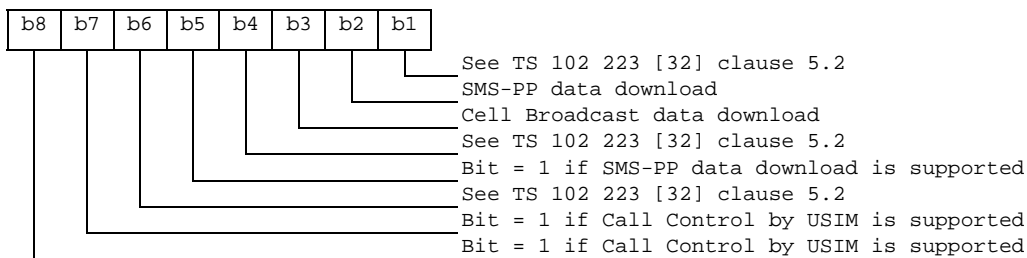 b8 b7 b6 b5 b4 b3 b2 b1
See TS 102 223 [32] clause 5.2
SMS-PP data download
Cell Broadcast data download
See TS 102 223 [32] clause 5.2
Bit = 1 if SMS-PP data download is supported
See TS 102 223 [32] clause 5.2
Bit = 1 if Call Control by USIM is supported
Bit = 1 if Call Control by USIM is supported